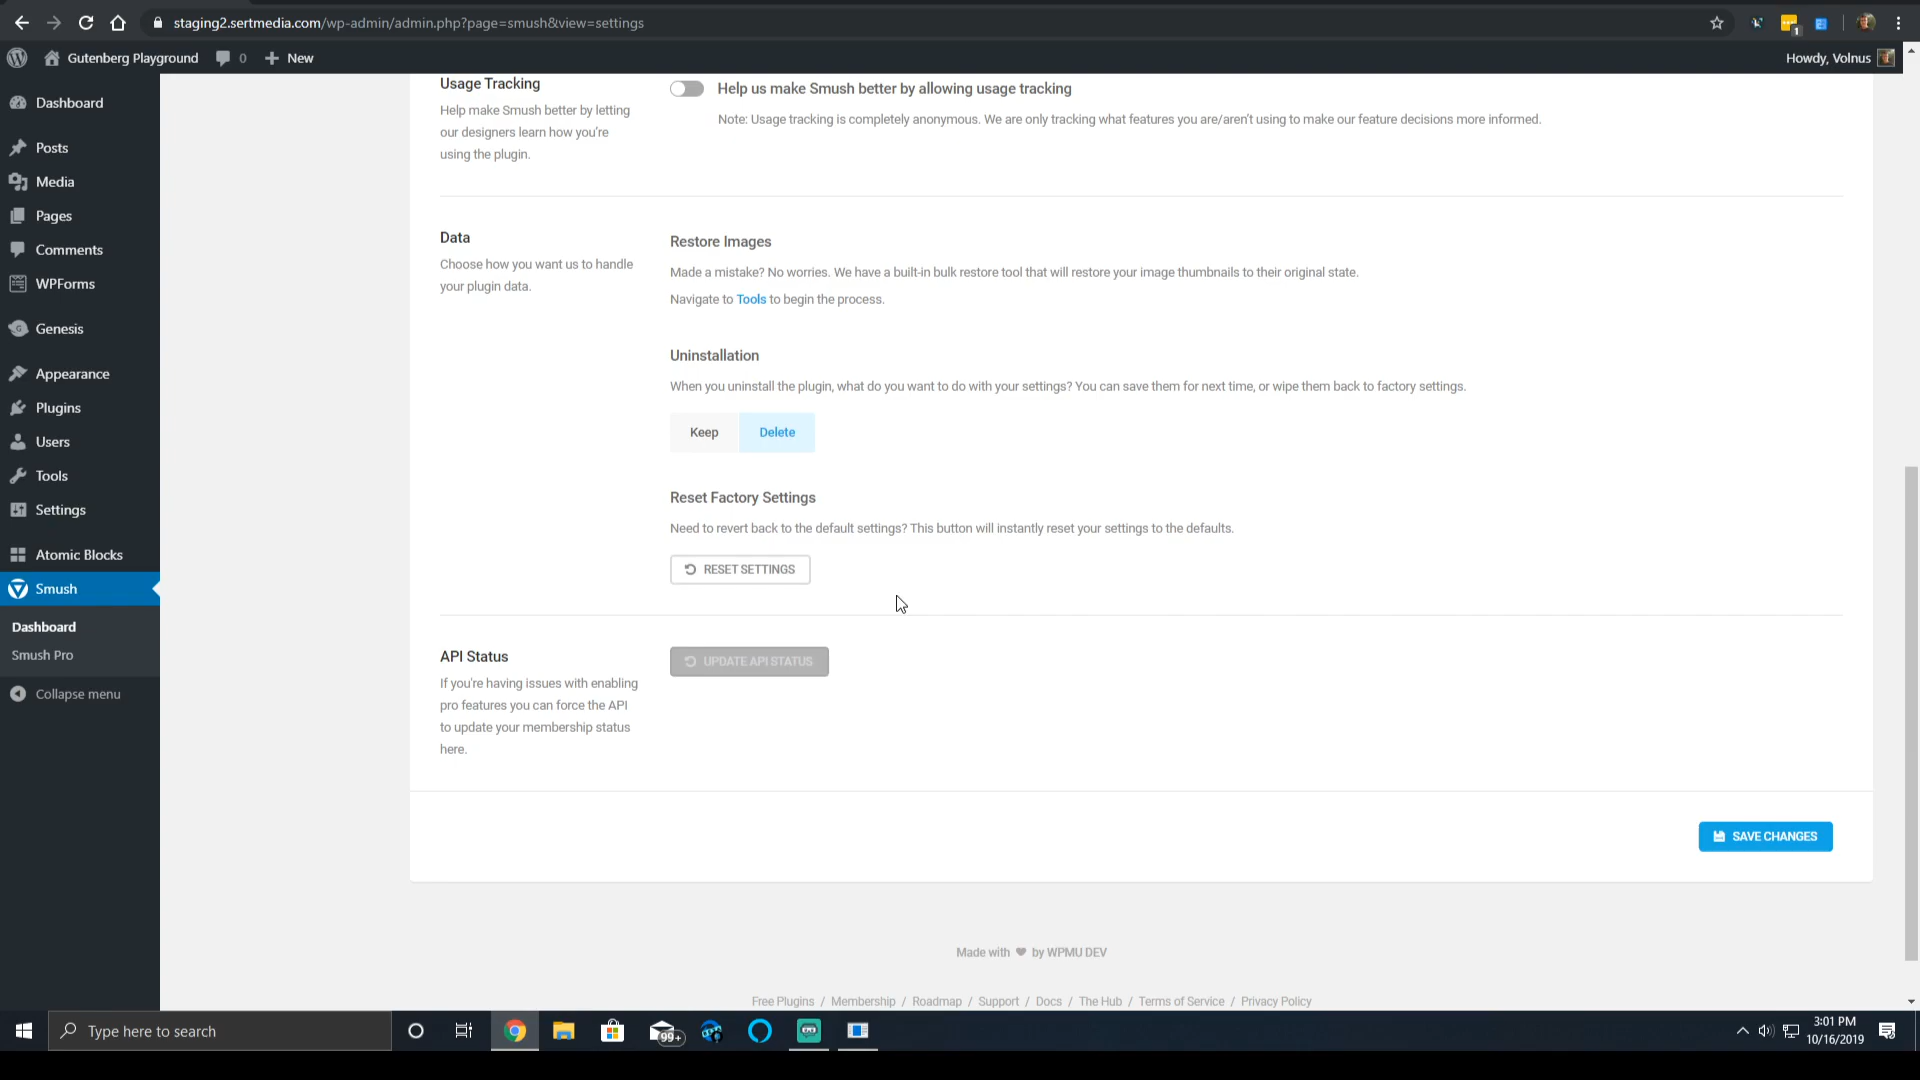 staging2.sertmedia.com/wp-admin/admin.php?page=smush&view=settings
1
Gutenberg Playground
0
New
Howdy, Volnus
Dashboard
Posts
Media
Pages
Comments
WPForms
Genesis
Appearance
Plugins
Users
Tools
Settings
Atomic Blocks
Smush
Dashboard
Smush Pro
Collapse menu
Usage Tracking
Help make Smush better by letting
our designers learn how you're
using the plugin.
Help us make Smush better by allowing usage tracking
Note: Usage tracking is completely anonymous. We are only tracking what features you are/aren't using to make our feature decisions more informed.
Data
Choose how you want us to handle
your plugin data.
Restore Images
Made a mistake? No worries. We have a built-in bulk restore tool that will restore your image thumbnails to their original state.
Navigate to Tools to begin the process.
Uninstallation
When you uninstall the plugin, what do you want to do with your settings? You can save them for next time, or wipe them back to factory settings.
Keep
Delete
Reset Factory Settings
Need to revert back to the default settings? This button will instantly reset your settings to the defaults.
RESET SETTINGS
API Status
If you're having issues with enabling
pro features you can force the API
to update your membership status
here.
UPDATE API STATUS
SAVE CHANGES
Made with ♥ by WPMU DEV
Free Plugins / Membership / Roadmap / Support / Docs / The Hub / Terms of Service / Privacy Policy
Type here to search
99+
3:01 PM
10/16/2019